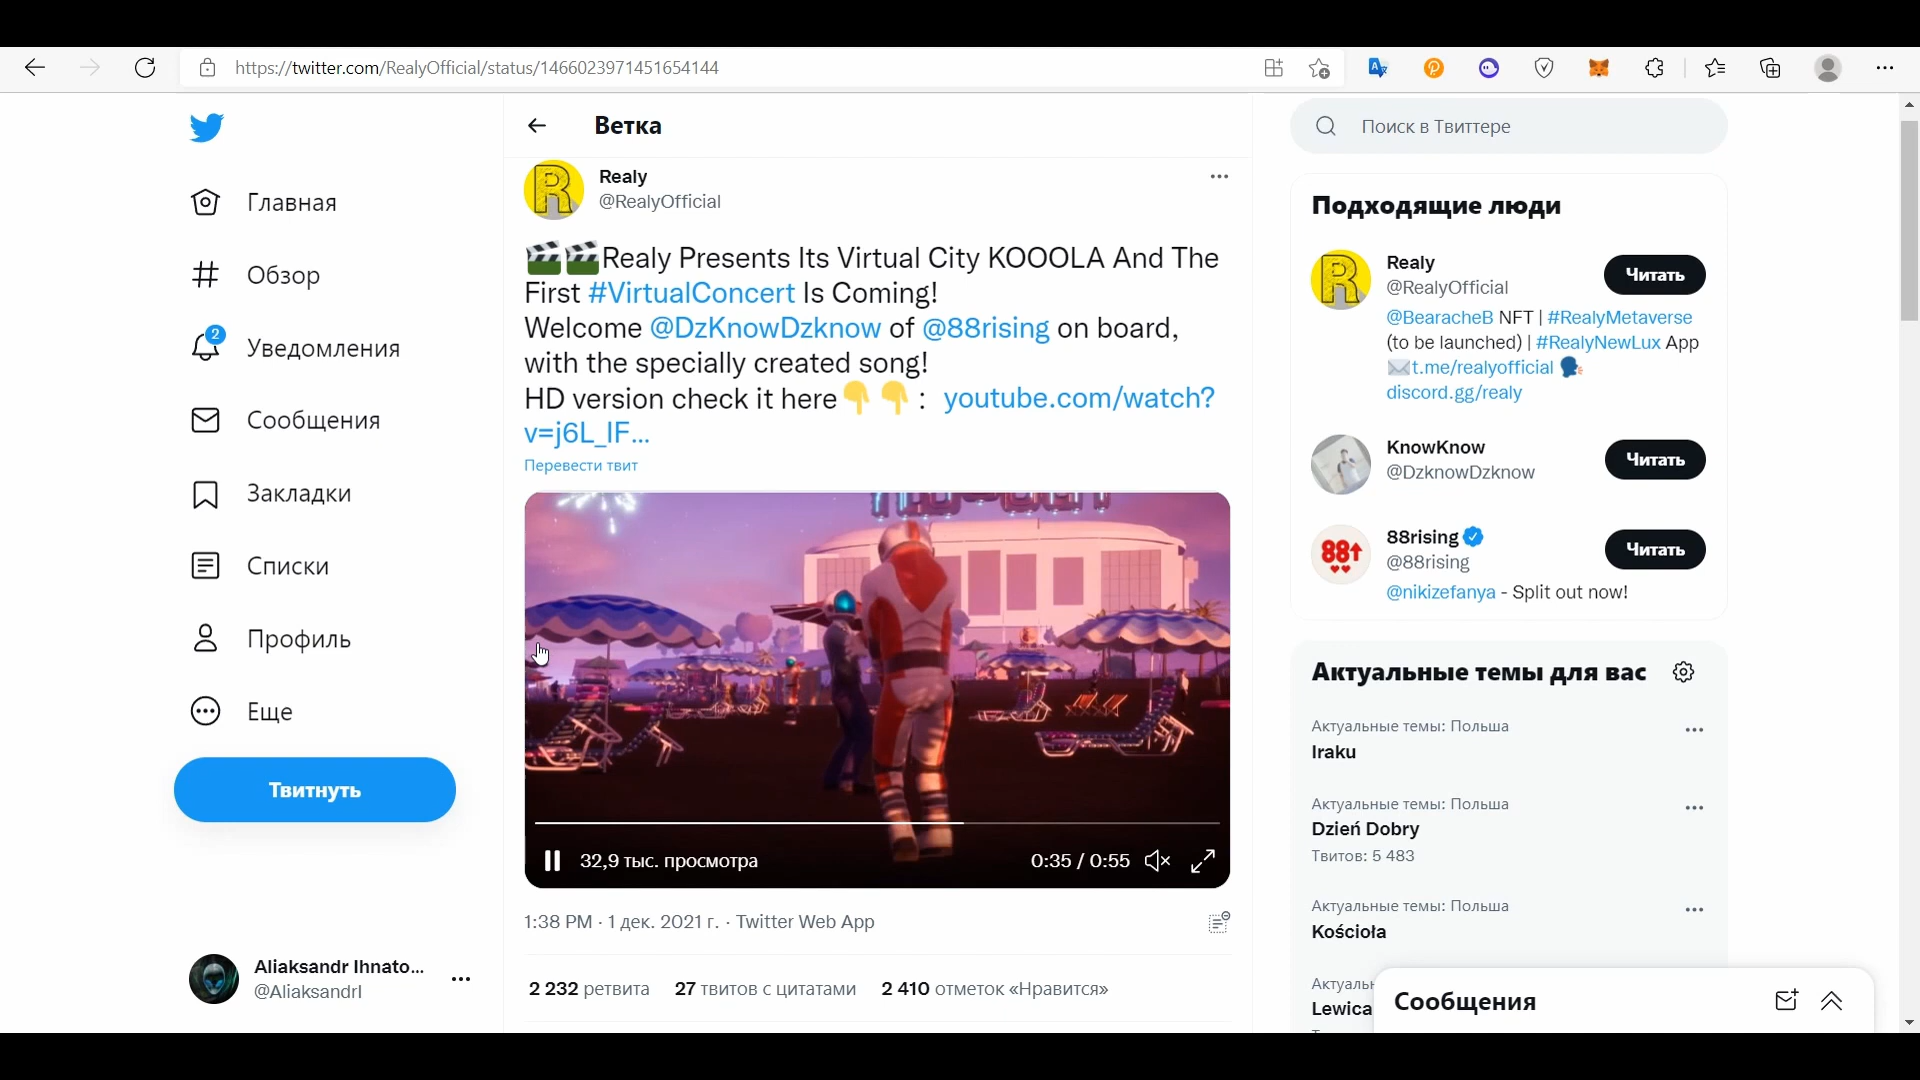 https://twitter.com/RealyOfficial/status/1466023971451654144
Главная
Обзор
2
Уведомления
Сообщения
Закладки
Списки
Профиль
Еще
Твитнуть
Aliaksandr Ihnato...
@AliaksandrI
Ветка
Realy
@RealyOfficial
🎬🎬Realy Presents Its Virtual City KOOOLA And The
First #VirtualConcert Is Coming!
Welcome @DzKnowDzknow of @88rising on board,
with the specially created song!
HD version check it here👇👇: youtube.com/watch?
v=j6L_IF...
Перевести твит
32,9 тыс. просмотра
0:35 / 0:55
1:38 PM · 1 дек. 2021 г. · Twitter Web App
2 232 ретвита 27 твитов с цитатами 2 410 отметок «Нравится»
Поиск в Твиттере
Подходящие люди
Realy
@RealyOfficial
Читать
@BearacheB NFT | #RealyMetaverse
(to be launched) | #RealyNewLux App
✉️t.me/realyofficial 🗣️
discord.gg/realy
KnowKnow
@DzknowDzknow
Читать
88rising
@88rising
Читать
@nikizefanya - Split out now!
Актуальные темы для вас
Актуальные темы: Польша
Iraku
Актуальные темы: Польша
Dzień Dobry
Твитов: 5 483
Актуальные темы: Польша
Kościoła
Lewica
Сообщения